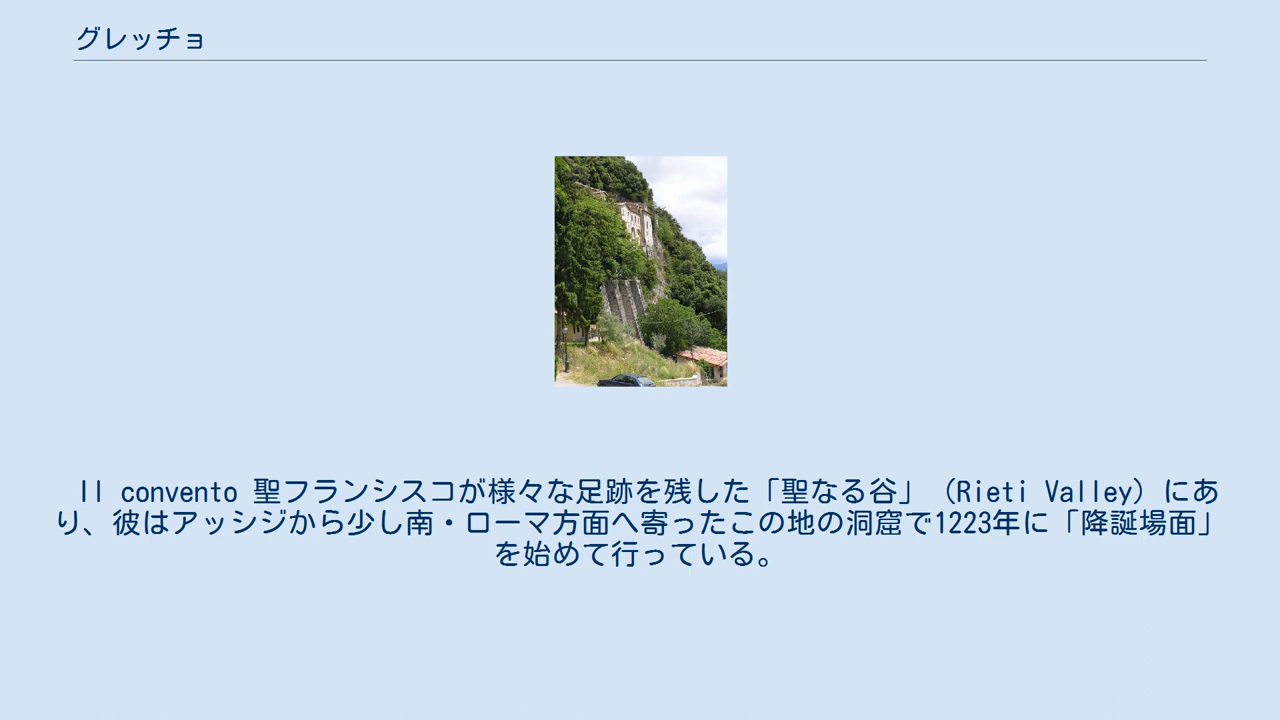 グレッチョ
Il convento 聖フランシスコが様々な足跡を残した「聖なる谷」（Rieti Valley）にあ
り、彼はアッシジから少し南・ローマ方面へ寄ったこの地の洞窟で1223年に「降誕場面」
を始めて行っている。